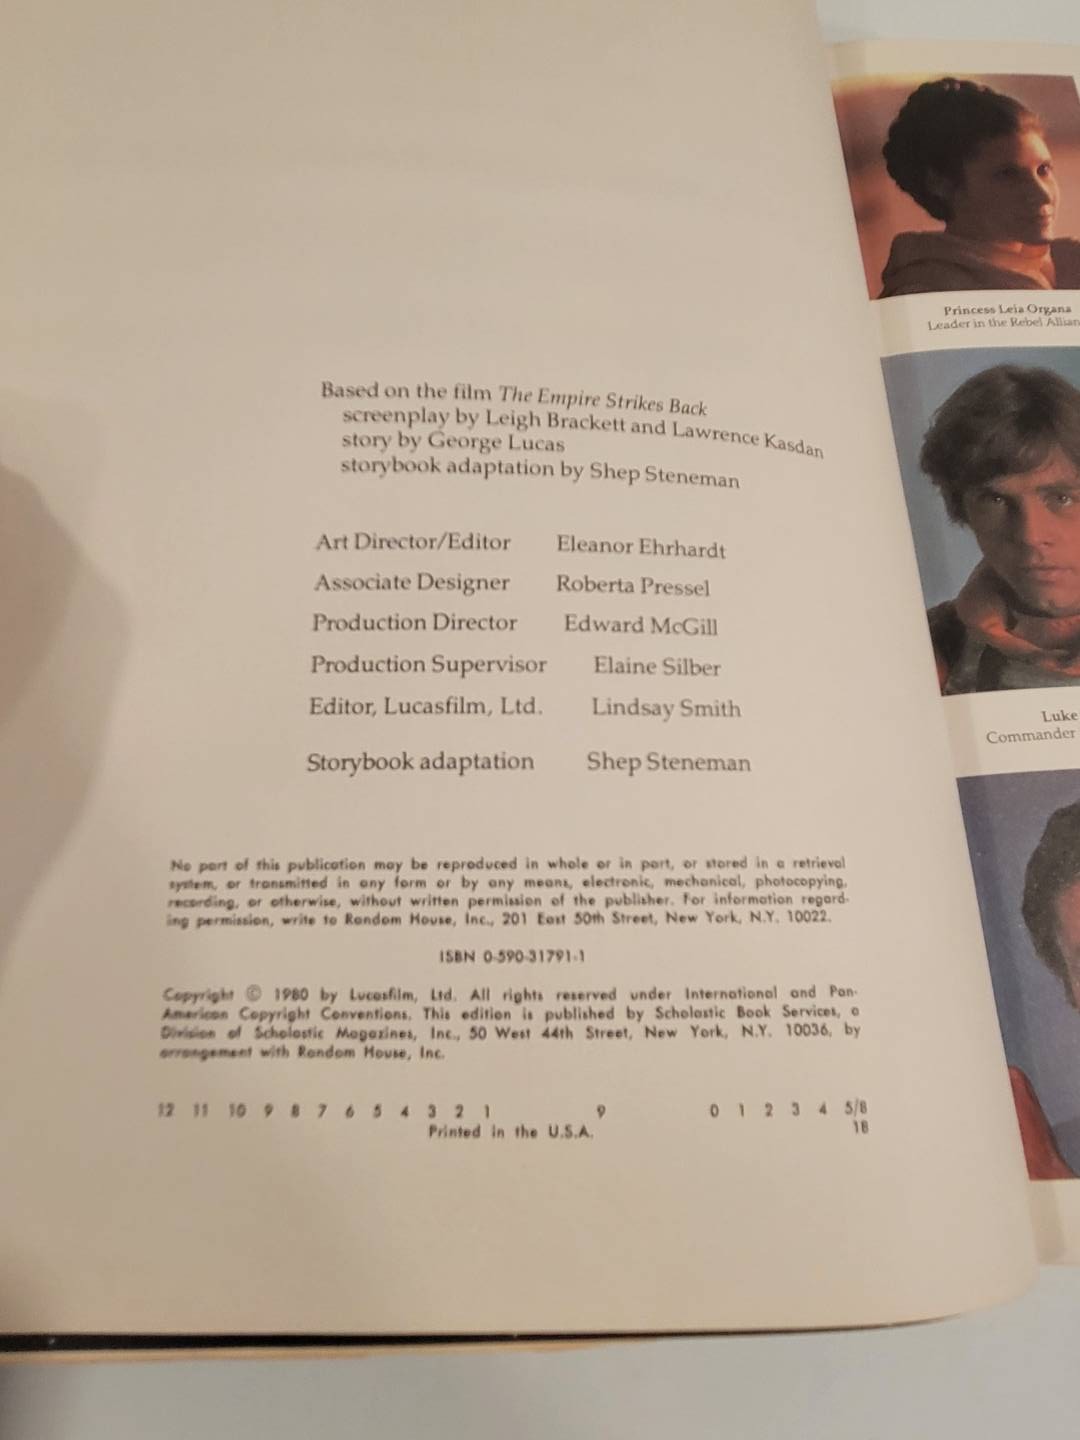 Based on the film The Empire Strikes Back
screenplay by Leigh Brackett and Lawrence Kasdan
story by George Lucas
storybook adaptation by Shep Steneman
Art Director/Editor Eleanor Ehrhardt
Associate Designer Roberta Pressel
Production Director Edward McGill
Production Supervisor Elaine Silber
Editor, Lucasfilm, Ltd. Lindsay Smith
Storybook adaptation Shep Steneman
No part of this publication may be reproduced in whole or in part, or stored in a retrieval
system, or transmitted in any form or by any means, electronic, mechanical, photocopying,
recording, or otherwise, without written permission of the publisher. For information regard-
ing permission, write to Random House, Inc., 201 East 50th Street, New York, N.Y. 10022.
ISBN 0-590-31791-1
Copyright © 1980 by Lucasfilm, Ltd. All rights reserved under International and Pan-
American Copyright Conventions. This edition is published by Scholastic Book Services, a
Division of Scholastic Magazines, Inc., 50 West 44th Street, New York, N.Y. 10036, by
arrangement with Random House, Inc.
12 11 10 9 8 7 6 5 4 3 2 1 9 0 1 2 3 4 5/8
Printed in the U.S.A. 18
Princess Leia Organa
Leader in the Rebel Allian
Luke
Commander